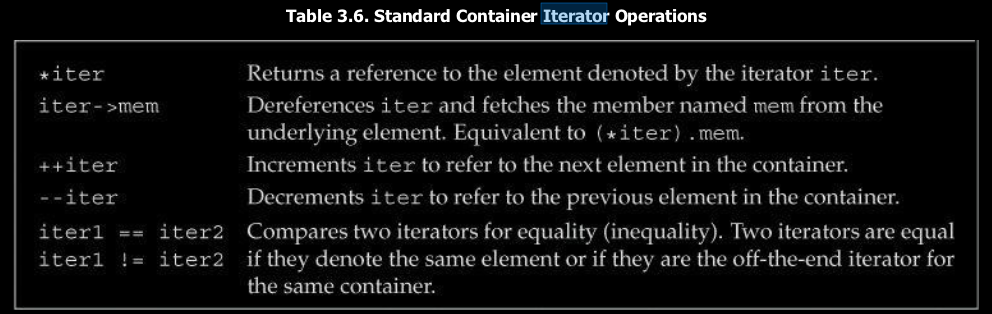 Table 3.6. Standard Container Iterator Operations
*iter Returns a reference to the element denoted by the iterator iter.
iter->mem Dereferences iter and fetches the member named mem from the
underlying element. Equivalent to (*iter).mem.
++iter Increments iter to refer to the next element in the container.
--iter Decrements iter to refer to the previous element in the container.
iter1 == iter2 Compares two iterators for equality (inequality). Two iterators are equal
iter1 != iter2 if they denote the same element or if they are the off-the-end iterator for
the same container.